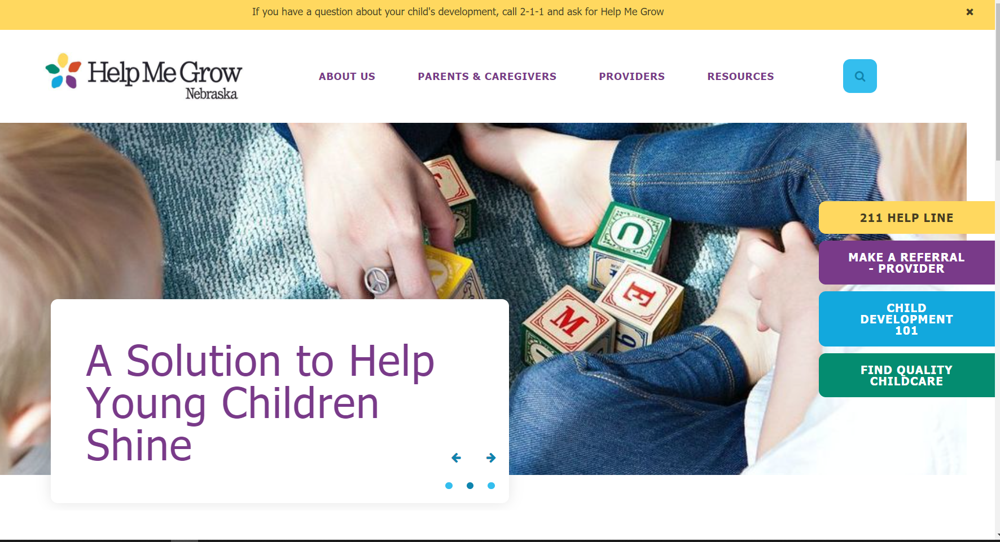 If you have a question about your child's development, call 2-1-1 and ask for Help Me Grow
Help Me Grow
Nebraska
ABOUT US
PARENTS & CAREGIVERS
PROVIDERS
RESOURCES
U
E
M
211 HELP LINE
MAKE A REFERRAL
- PROVIDER
CHILD
DEVELOPMENT
101
FIND QUALITY
CHILDCARE
A Solution to Help
Young Children
Shine